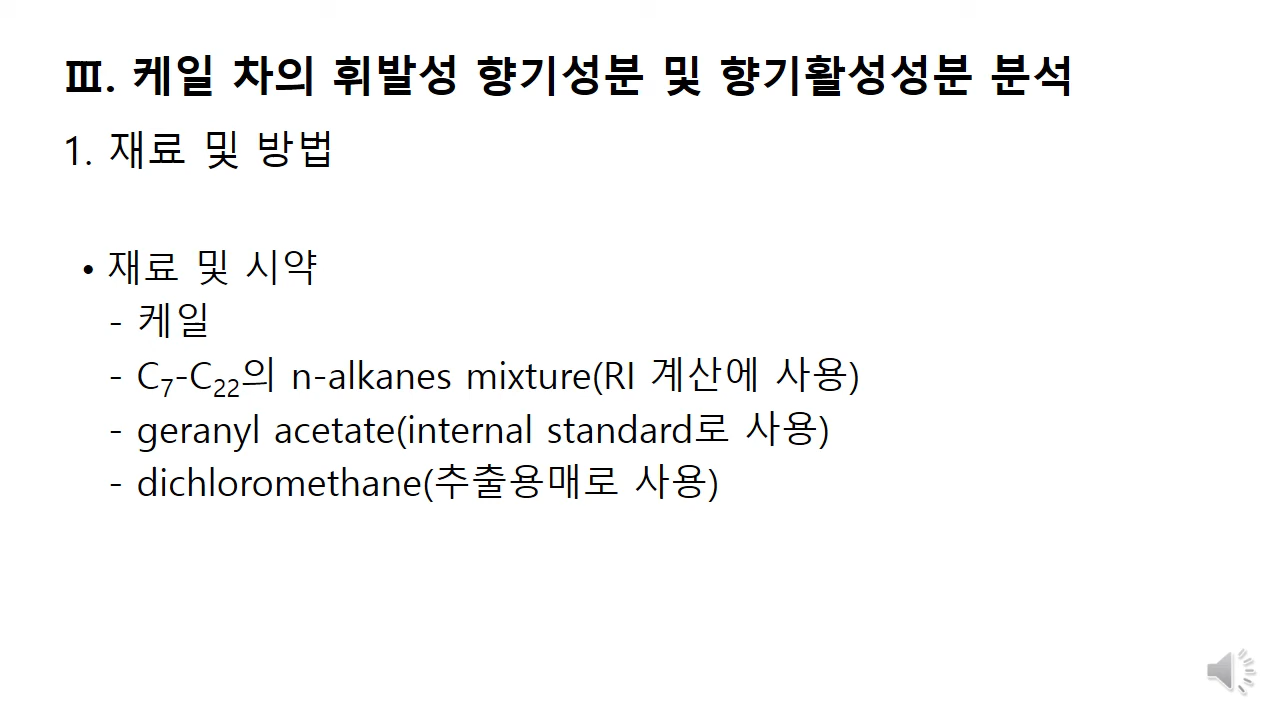 Ⅲ. 케일 차의 휘발성 향기성분 및 향기활성성분 분석
1. 재료 및 방법
• 재료 및 시약
- 케일
- C₇-C₂₂의 n-alkanes mixture(RI 계산에 사용)
- geranyl acetate(internal standard로 사용)
- dichloromethane(추출용매로 사용)